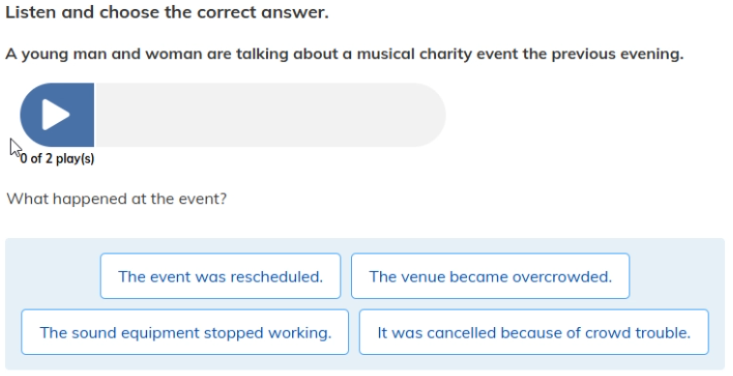 Listen and choose the correct answer.
A young man and woman are talking about a musical charity event the previous evening.
0 of 2 play(s)
What happened at the event?
The event was rescheduled.
The venue became overcrowded.
The sound equipment stopped working.
It was cancelled because of crowd trouble.